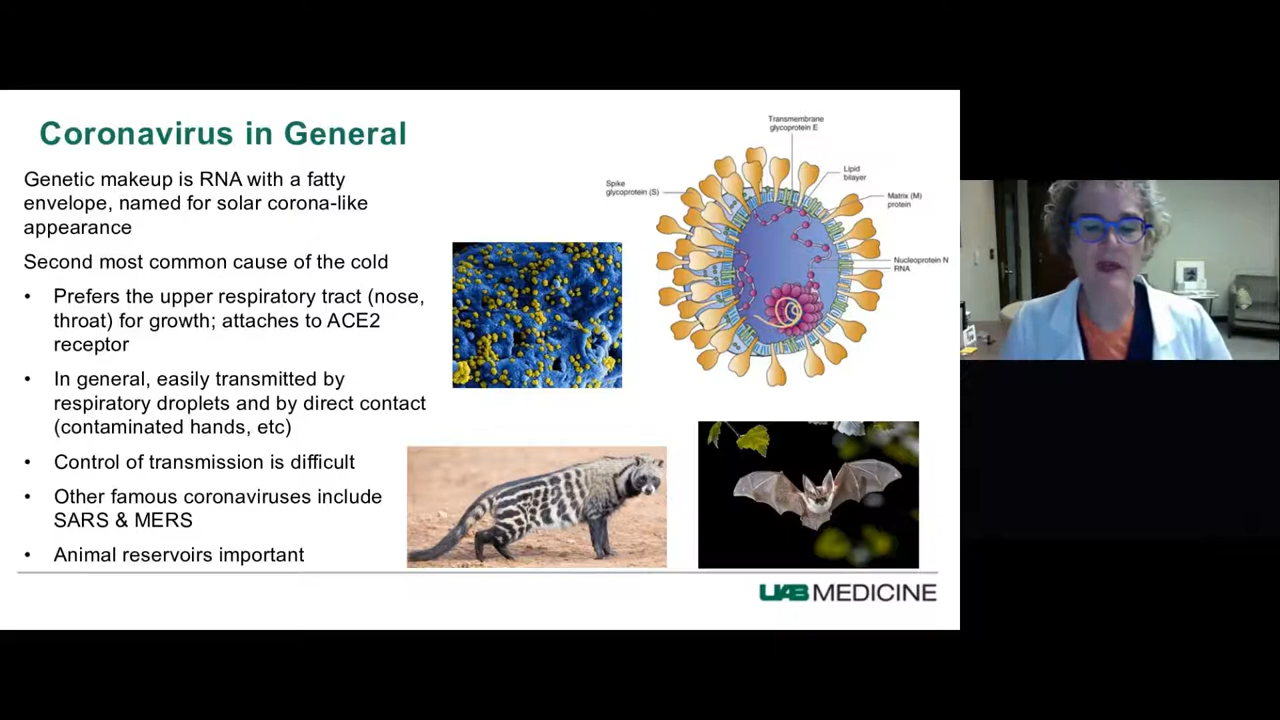 Coronavirus in General
Genetic makeup is RNA with a fatty
envelope, named for solar corona-like
appearance
Second most common cause of the cold
• Prefers the upper respiratory tract (nose,
throat) for growth; attaches to ACE2
receptor
• In general, easily transmitted by
respiratory droplets and by direct contact
(contaminated hands, etc)
• Control of transmission is difficult
• Other famous coronaviruses include
SARS & MERS
• Animal reservoirs important
Transmembrane
glycoprotein E
Spike
glycoprotein (S)
Lipid
bilayer
Matrix (M)
protein
Nucleoprotein N
RNA
UAB MEDICINE